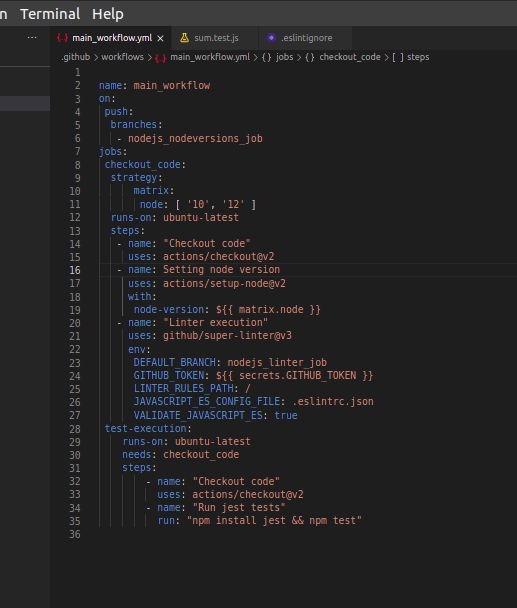 n Terminal Help
... main_workflow.yml × sum.test.js .eslintignore
.github > workflows > main_workflow.yml > {} jobs > {} checkout_code > [ ] steps
1
2 name: main_workflow
3 on:
4 push:
5 branches:
6 - nodejs_nodeversions_job
7 jobs:
8 checkout_code:
9 strategy:
10 matrix:
11 node: [ '10', '12' ]
12 runs-on: ubuntu-latest
13 steps:
14 - name: "Checkout code"
15 uses: actions/checkout@v2
16 - name: Setting node version
17 uses: actions/setup-node@v2
18 with:
19 node-version: ${{ matrix.node }}
20 - name: "Linter execution"
21 uses: github/super-linter@v3
22 env:
23 DEFAULT_BRANCH: nodejs_linter_job
24 GITHUB_TOKEN: ${{ secrets.GITHUB_TOKEN }}
25 LINTER_RULES_PATH: /
26 JAVASCRIPT_ES_CONFIG_FILE: .eslintrc.json
27 VALIDATE_JAVASCRIPT_ES: true
28 test-execution:
29 runs-on: ubuntu-latest
30 needs: checkout_code
31 steps:
32 - name: "Checkout code"
33 uses: actions/checkout@v2
34 - name: "Run jest tests"
35 run: "npm install jest && npm test"
36